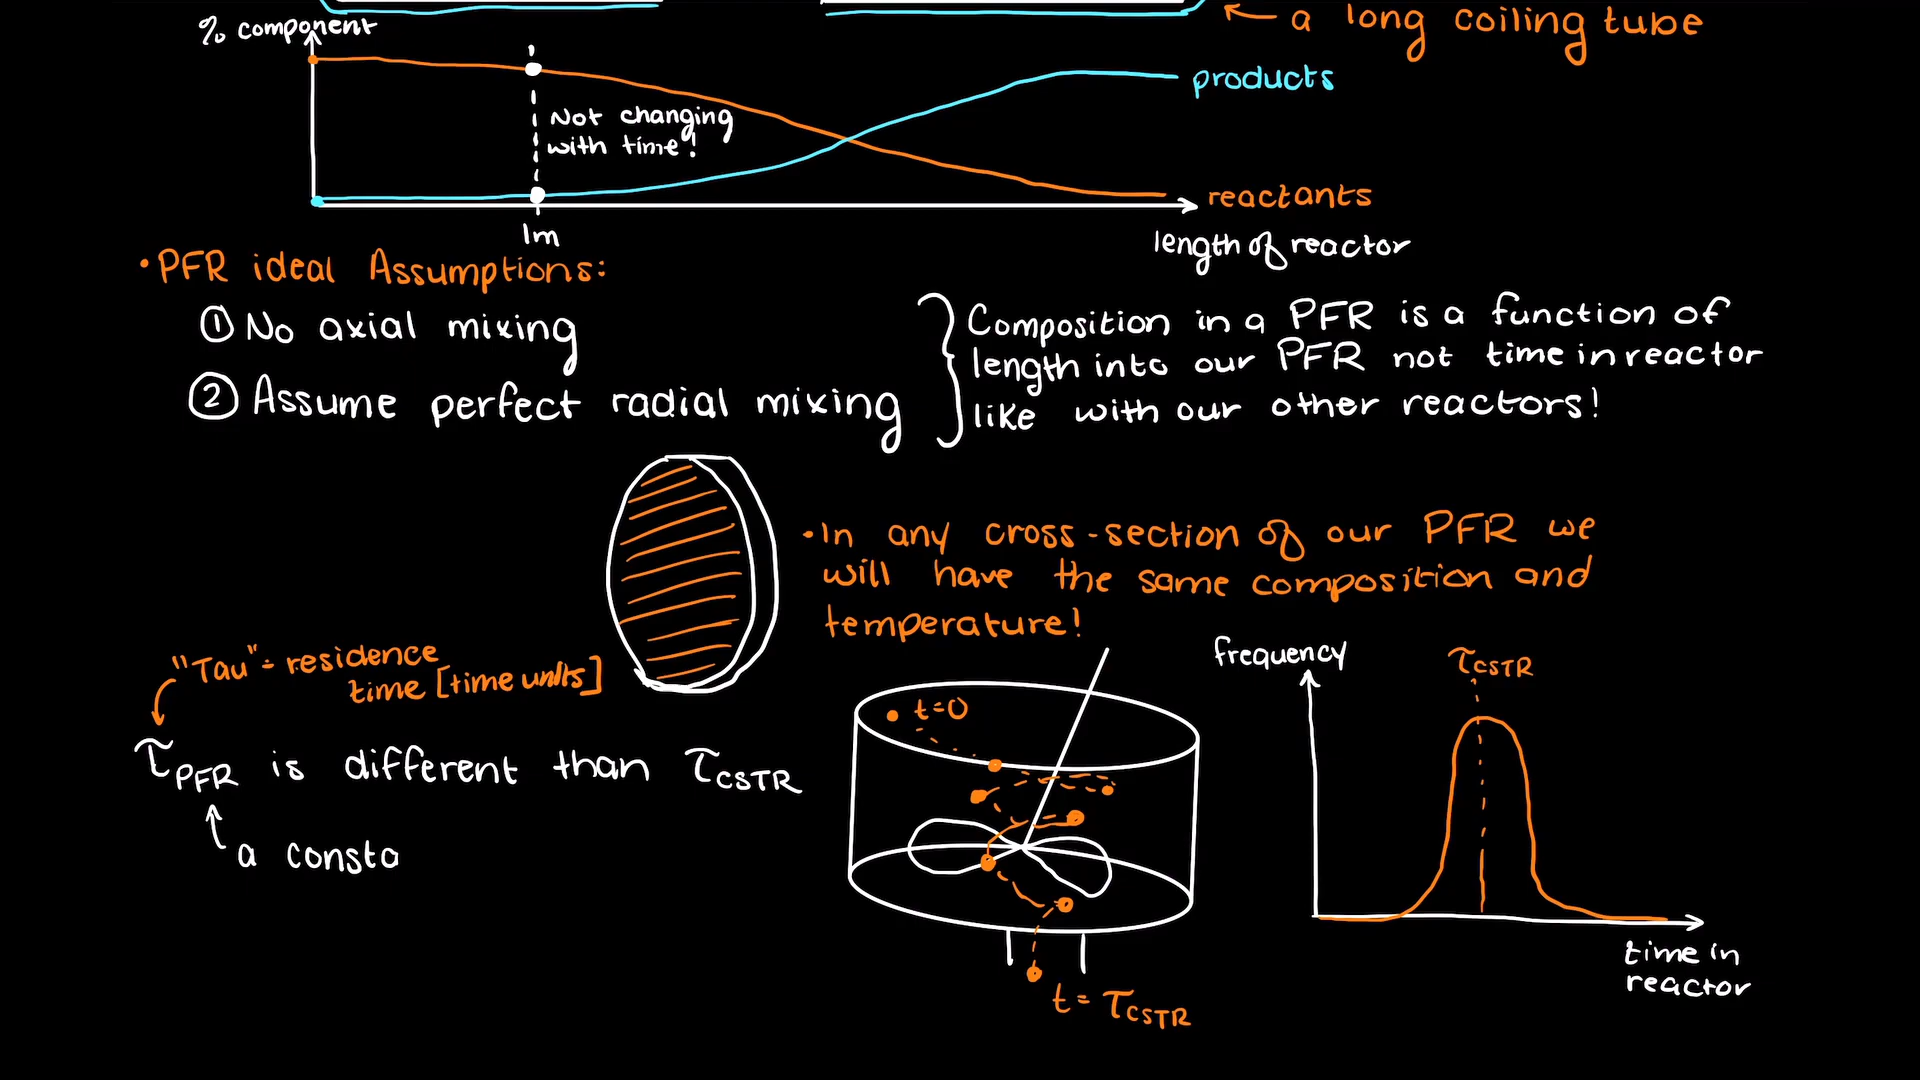 a long coiling tube
% component
products
Not changing
with time!
reactants
1m
length of reactor
• PFR ideal Assumptions:
① No axial mixing
② Assume perfect radial mixing
Composition in a PFR is a function of
length into our PFR not time in reactor
like with our other reactors!
• In any cross-section of our PFR we
will have the same composition and
temperature!
"Tau" = residence
time [time units]
τPFR is different than τCSTR
a consta
t=0
t= τCSTR
frequency
τCSTR
time in
reactor